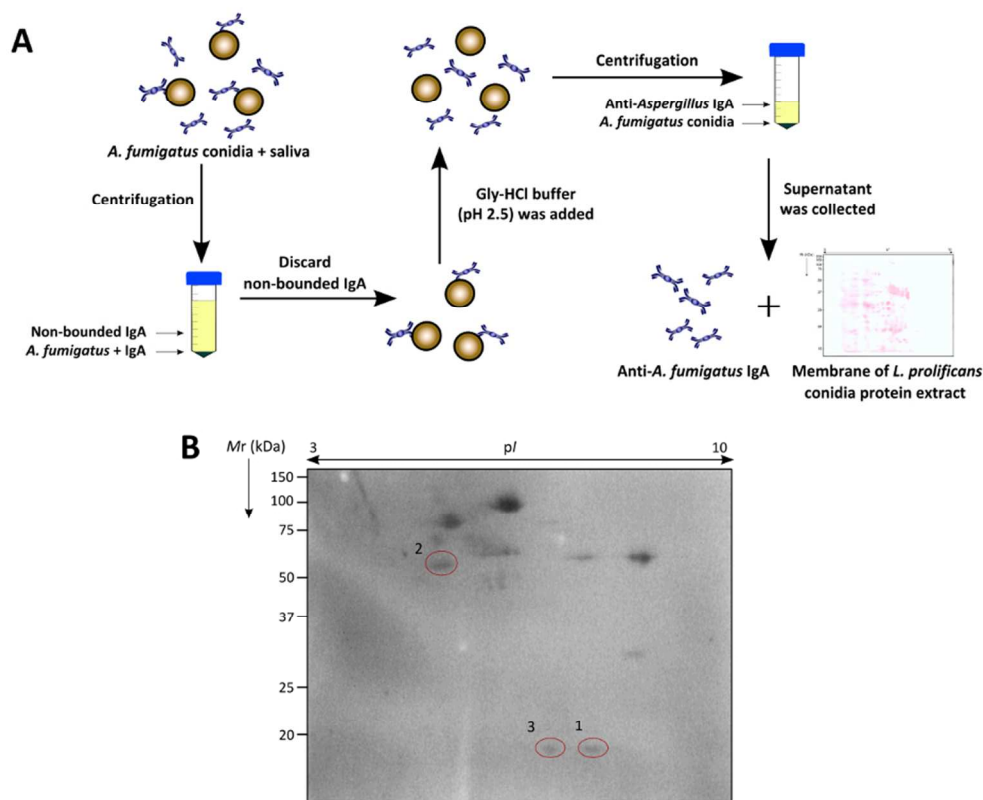 A
A. fumigatus conidia + saliva
Centrifugation
Non-bounded IgA
A. fumigatus + IgA
Discard
non-bounded IgA
Gly-HCl buffer
(pH 2.5) was added
Centrifugation
Anti-Aspergillus IgA
A. fumigatus conidia
Supernatant
was collected
Anti-A. fumigatus IgA
+
Membrane of L. prolificans
conidia protein extract
B
Mr (kDa)
3
pI
10
150
100
75
50
37
25
20
2
3
1